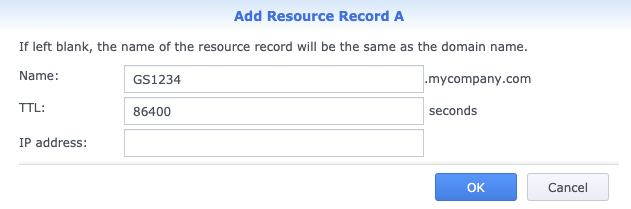 Add Resource Record A
If left blank, the name of the resource record will be the same as the domain name.
Name: GS1234 .mycompany.com
TTL: 86400 seconds
IP address:
OK Cancel